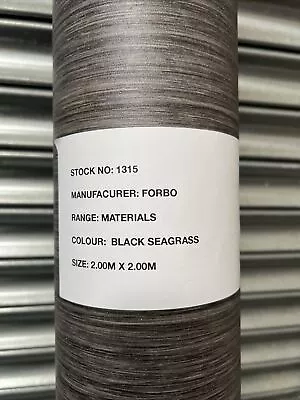 STOCK NO: 1315
MANUFACURER: FORBO
RANGE: MATERIALS
COLOUR: BLACK SEAGRASS
SIZE: 2.00M X 2.00M